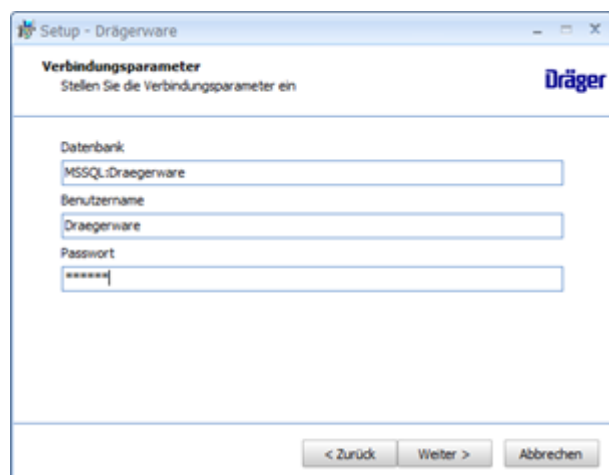 Setup - Drägerware
Verbindungsparameter
Stellen Sie die Verbindungsparameter ein
Dräger
Datenbank
MSSQL:Draegerware
Benutzername
Draegerware
Passwort
******
< Zurück
Weiter >
Abbrechen